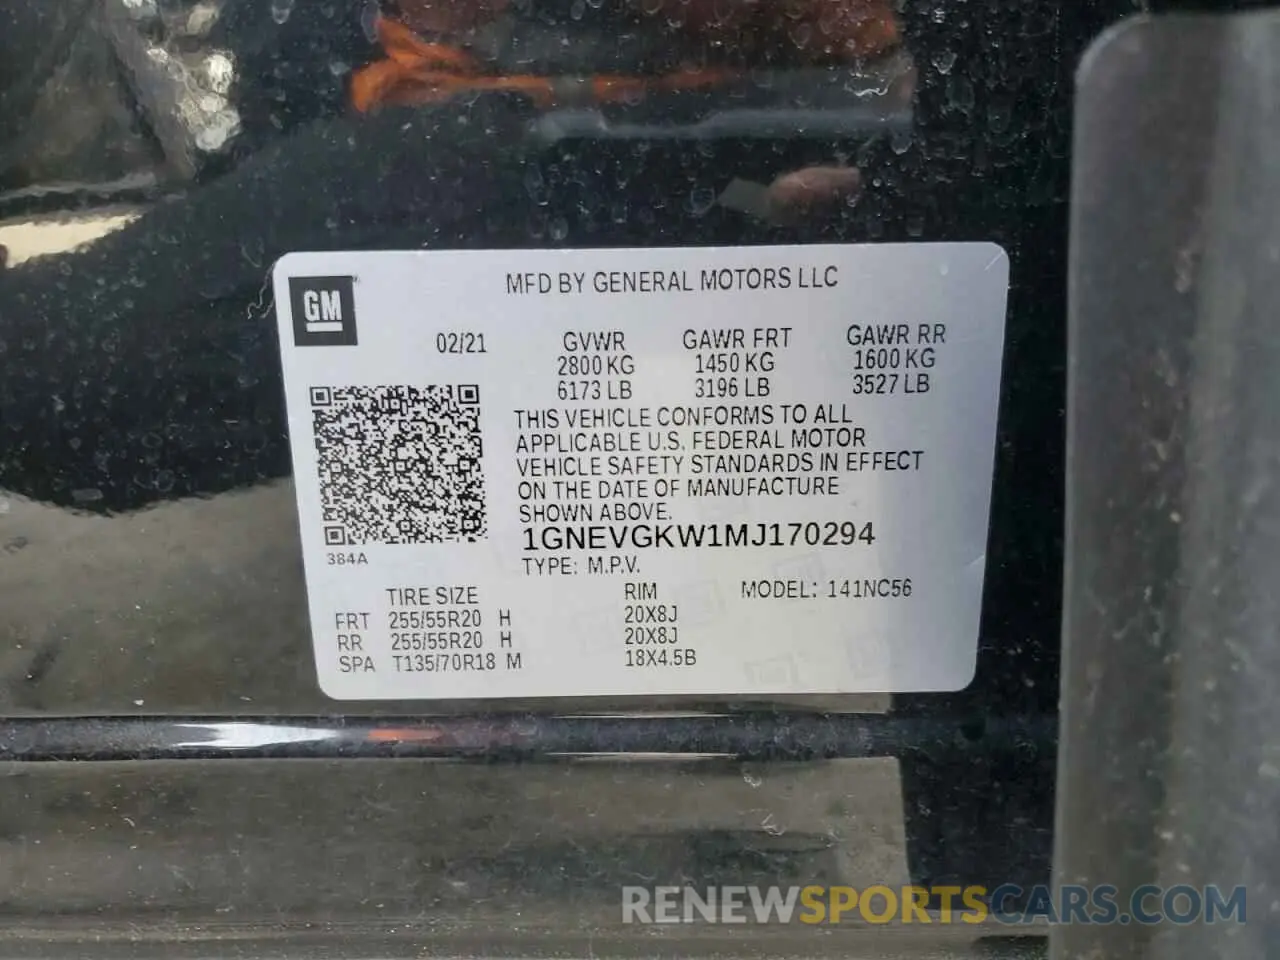 GM
MFD BY GENERAL MOTORS LLC
02/21 GVWR GAWR FRT GAWR RR
2800 KG 1450 KG 1600 KG
6173 LB 3196 LB 3527 LB
THIS VEHICLE CONFORMS TO ALL
APPLICABLE U.S. FEDERAL MOTOR
VEHICLE SAFETY STANDARDS IN EFFECT
ON THE DATE OF MANUFACTURE
SHOWN ABOVE.
1GNEVGKW1MJ170294
384A
TYPE: M.P.V.
TIRE SIZE RIM MODEL: 141NC56
FRT 255/55R20 H 20X8J
RR 255/55R20 H 20X8J
SPA T135/70R18 M 18X4.5B
RENEWSPORTSCARS.COM